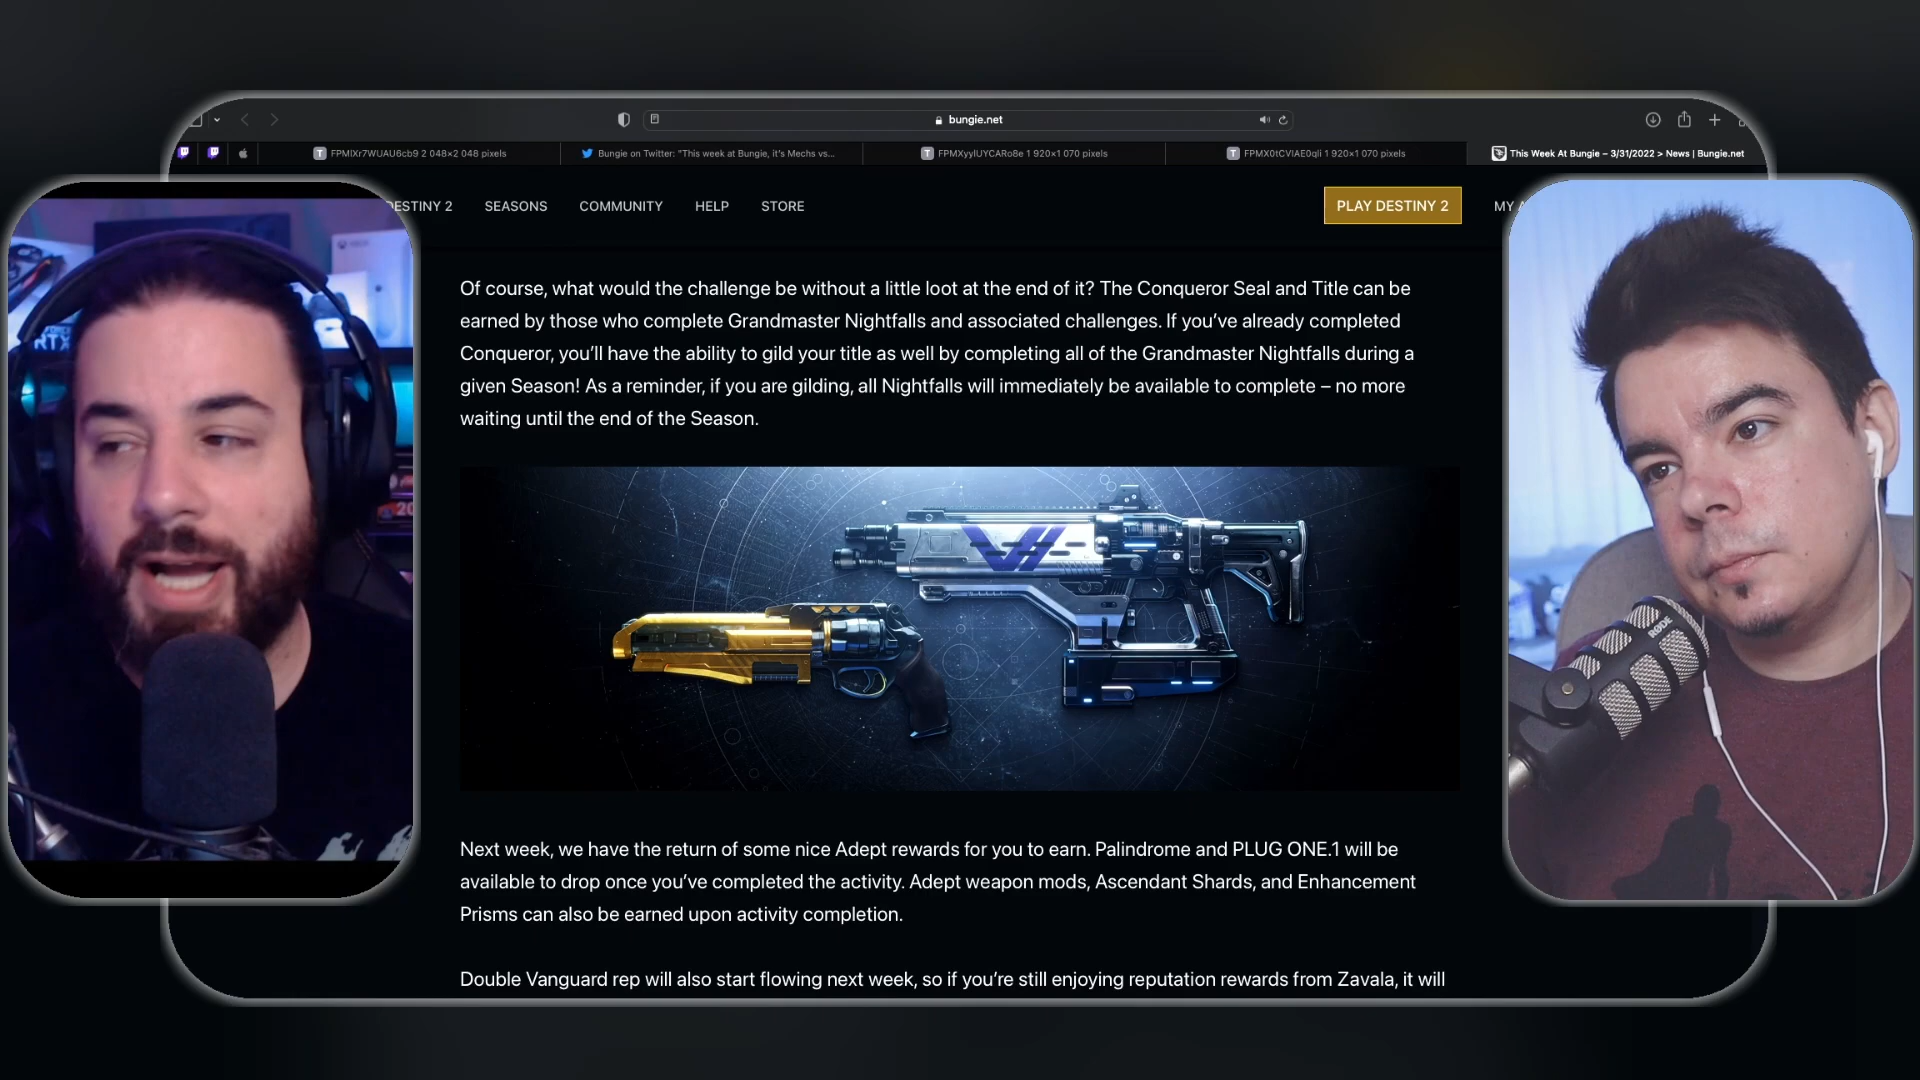 bungie.net
FPMIXr7WUAU6cb9 2 048×2 048 pixels
Bungie on Twitter: "This week at Bungie, it's Mechs vs...
FPMXyyIUYCARo8e 1 920×1 070 pixels
FPMX0tCVIAE0qli 1 920×1 070 pixels
This Week At Bungie – 3/31/2022 > News | Bungie.net
DESTINY 2
SEASONS
COMMUNITY
HELP
STORE
PLAY DESTINY 2
MY
Of course, what would the challenge be without a little loot at the end of it? The Conqueror Seal and Title can be
earned by those who complete Grandmaster Nightfalls and associated challenges. If you've already completed
Conqueror, you'll have the ability to gild your title as well by completing all of the Grandmaster Nightfalls during a
given Season! As a reminder, if you are gilding, all Nightfalls will immediately be available to complete – no more
waiting until the end of the Season.
XBOX
RØDE
Next week, we have the return of some nice Adept rewards for you to earn. Palindrome and PLUG ONE.1 will be
available to drop once you've completed the activity. Adept weapon mods, Ascendant Shards, and Enhancement
Prisms can also be earned upon activity completion.
Double Vanguard rep will also start flowing next week, so if you're still enjoying reputation rewards from Zavala, it will